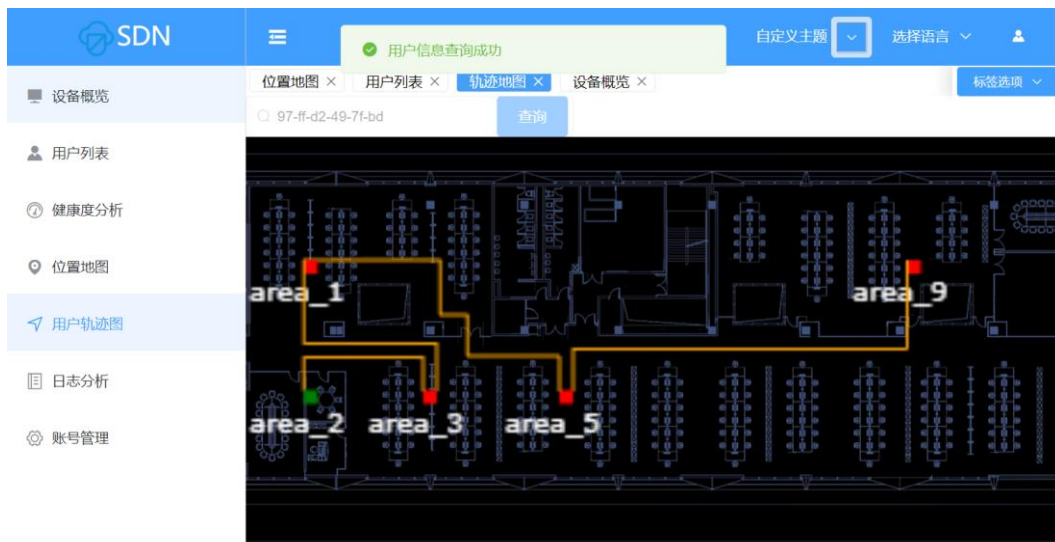 SDN
用户信息查询成功
自定义主题
选择语言
位置地图 × 用户列表 × 轨迹地图 × 设备概览 ×
标签选项
97-ff-d2-49-7f-bd
查询
设备概览
用户列表
健康度分析
位置地图
用户轨迹图
日志分析
账号管理
area_1
area_9
area_2
area_3
area_5